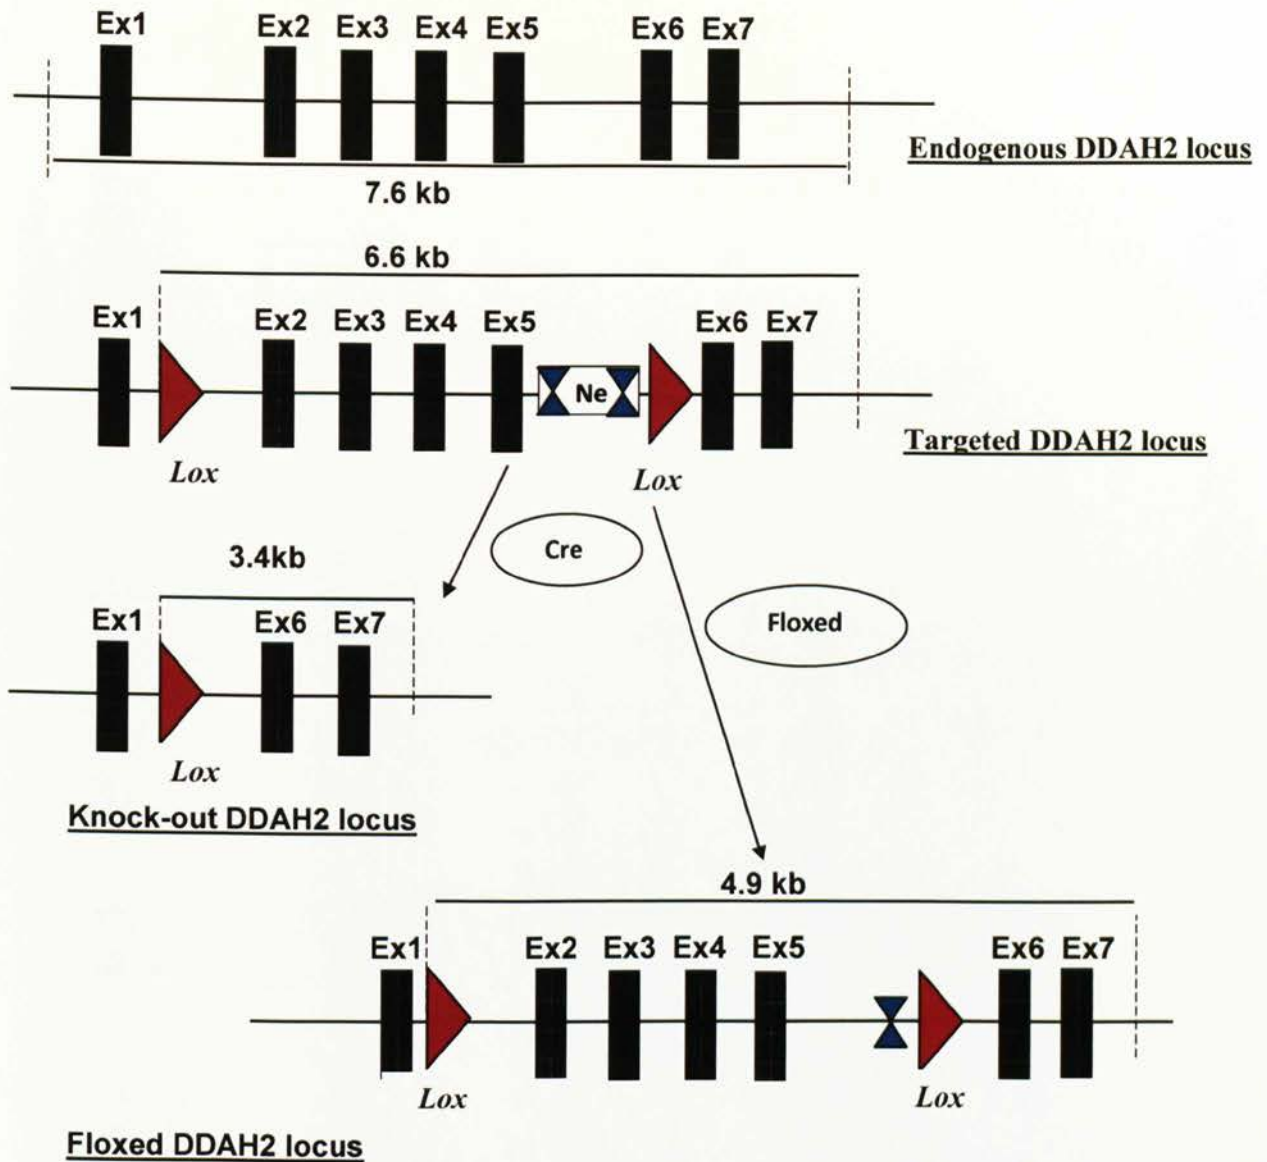 Ex1 Ex2 Ex3 Ex4 Ex5 Ex6 Ex7
Endogenous DDAH2 locus
7.6 kb
6.6 kb
Ex1 Ex2 Ex3 Ex4 Ex5 Ex6 Ex7
Ne
Targeted DDAH2 locus
Lox Lox
Cre
3.4kb
Floxed
Ex1 Ex6 Ex7
Lox
Knock-out DDAH2 locus
4.9 kb
Ex1 Ex2 Ex3 Ex4 Ex5 Ex6 Ex7
Lox Lox
Floxed DDAH2 locus